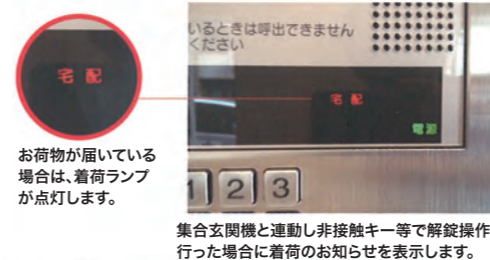 いるときは呼出できません
ください
宅配
宅配
電源
お荷物が届いている
場合は、着荷ランプ
が点灯します。
1 2 3
集合玄関機と連動し非接触キー等で解錠操作
行った場合に着荷のお知らせを表示します。